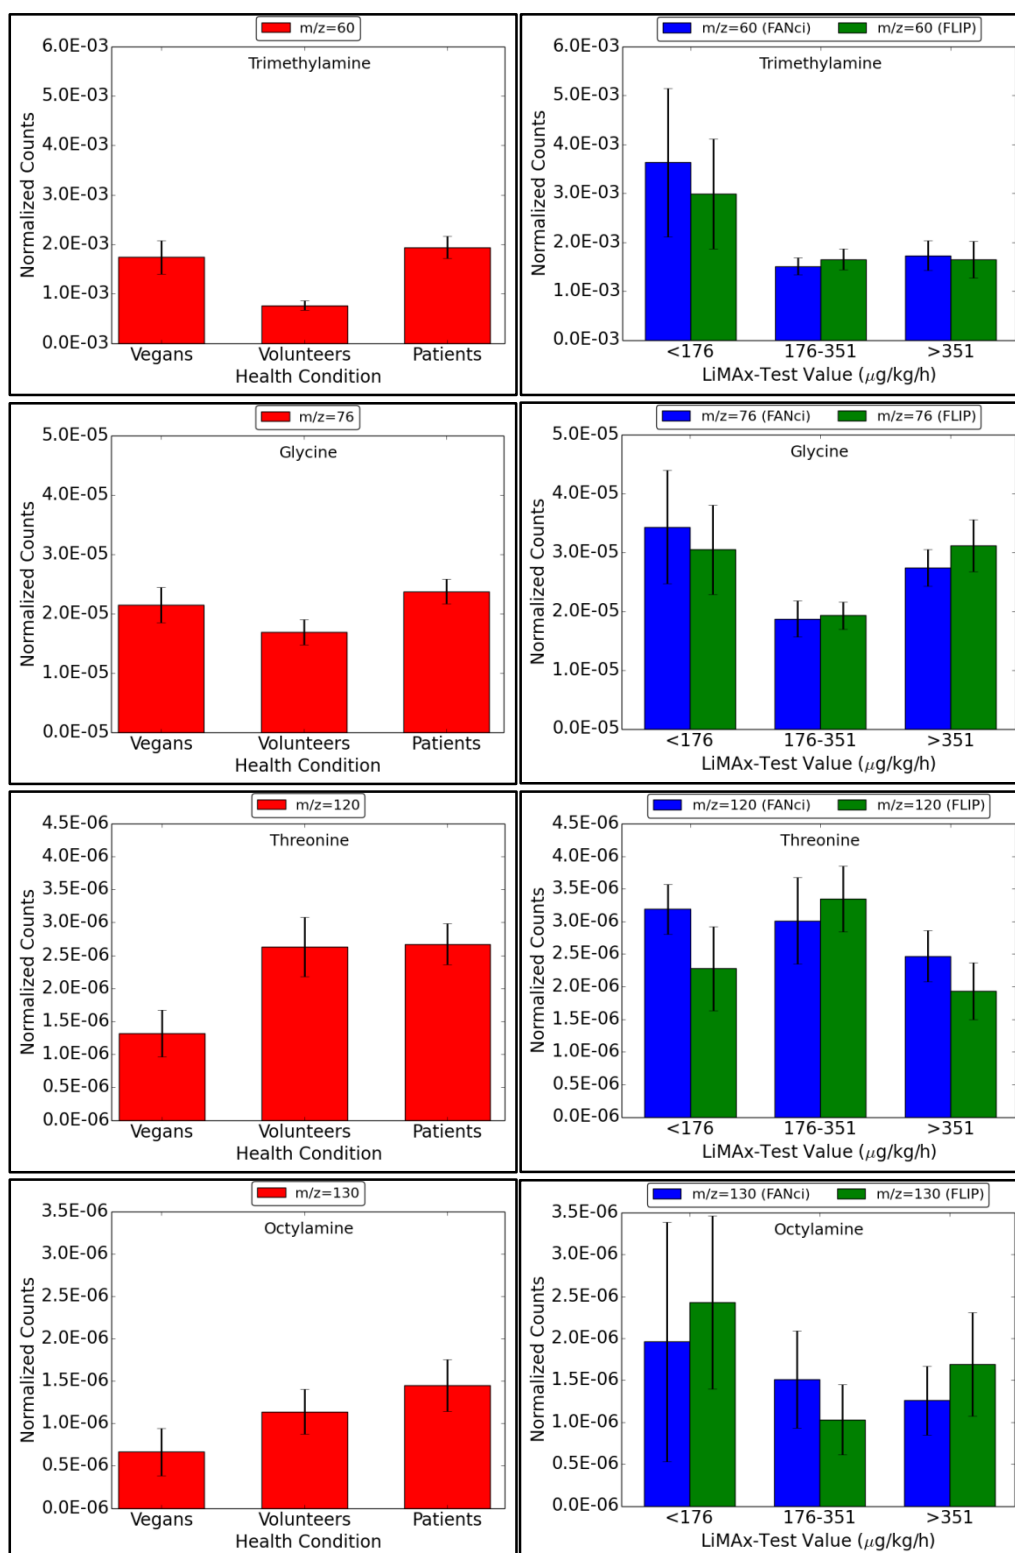 m/z=60
Trimethylamine
Normalized Counts
6.0E-03
5.0E-03
4.0E-03
3.0E-03
2.0E-03
1.0E-03
0.0E-03
Vegans Volunteers Patients
Health Condition
m/z=60 (FANci) m/z=60 (FLIP)
Trimethylamine
Normalized Counts
6.0E-03
5.0E-03
4.0E-03
3.0E-03
2.0E-03
1.0E-03
0.0E-03
<176 176-351 >351
LiMAx-Test Value (μg/kg/h)
m/z=76
Glycine
Normalized Counts
5.0E-05
4.0E-05
3.0E-05
2.0E-05
1.0E-05
0.0E-05
Vegans Volunteers Patients
Health Condition
m/z=76 (FANci) m/z=76 (FLIP)
Glycine
Normalized Counts
5.0E-05
4.0E-05
3.0E-05
2.0E-05
1.0E-05
0.0E-05
<176 176-351 >351
LiMAx-Test Value (μg/kg/h)
m/z=120
Threonine
Normalized Counts
4.5E-06
4.0E-06
3.5E-06
3.0E-06
2.5E-06
2.0E-06
1.5E-06
1.0E-06
0.5E-06
0.0E-06
Vegans Volunteers Patients
Health Condition
m/z=120 (FANci) m/z=120 (FLIP)
Threonine
Normalized Counts
4.5E-06
4.0E-06
3.5E-06
3.0E-06
2.5E-06
2.0E-06
1.5E-06
1.0E-06
0.5E-06
0.0E-06
<176 176-351 >351
LiMAx-Test Value (μg/kg/h)
m/z=130
Octylamine
Normalized Counts
3.5E-06
3.0E-06
2.5E-06
2.0E-06
1.5E-06
1.0E-06
0.5E-06
0.0E-06
Vegans Volunteers Patients
Health Condition
m/z=130 (FANci) m/z=130 (FLIP)
Octylamine
Normalized Counts
3.5E-06
3.0E-06
2.5E-06
2.0E-06
1.5E-06
1.0E-06
0.5E-06
0.0E-06
<176 176-351 >351
LiMAx-Test Value (μg/kg/h)